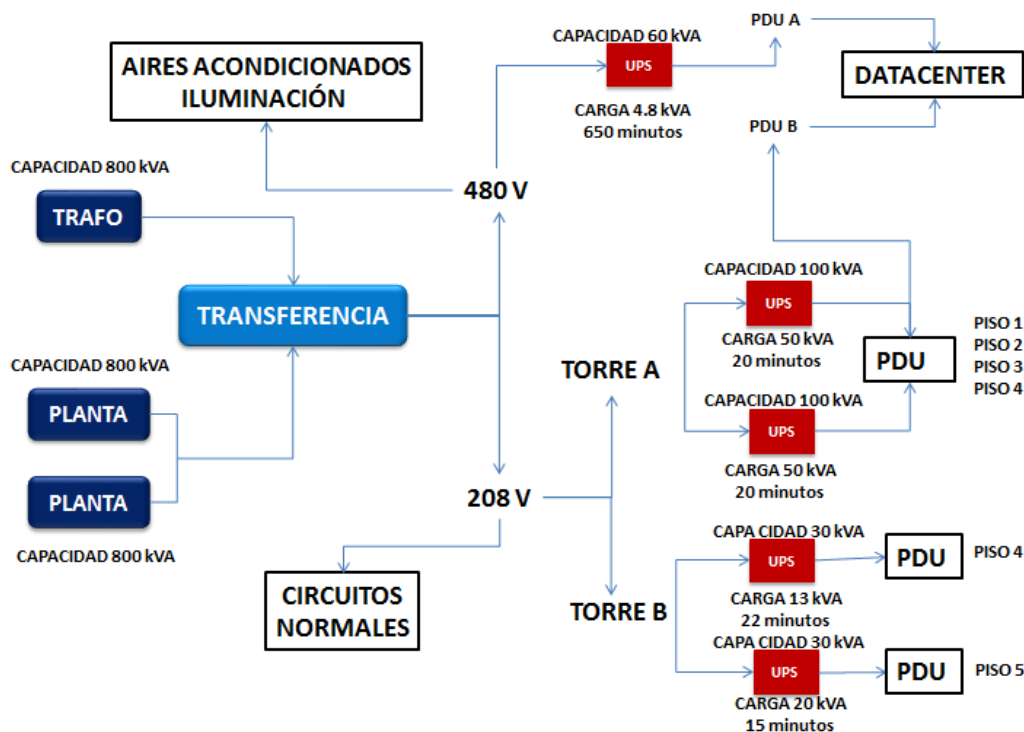 CAPACIDAD 60 kVA
UPS
CARGA 4.8 kVA
650 minutos
PDU A
DATACENTER
PDU B
AIRES ACONDICIONADOS
ILUMINACIÓN
480 V
CAPACIDAD 800 kVA
TRAFO
TRANSFERENCIA
CAPACIDAD 800 kVA
PLANTA
PLANTA
CAPACIDAD 800 kVA
208 V
CIRCUITOS
NORMALES
TORRE A
CAPACIDAD 100 kVA
UPS
CARGA 50 kVA
20 minutos
CAPACIDAD 100 kVA
UPS
CARGA 50 kVA
20 minutos
PDU
PISO 1
PISO 2
PISO 3
PISO 4
TORRE B
CAPA CIDAD 30 kVA
UPS
CARGA 13 kVA
22 minutos
PDU
PISO 4
CAPA CIDAD 30 kVA
UPS
CARGA 20 kVA
15 minutos
PDU
PISO 5